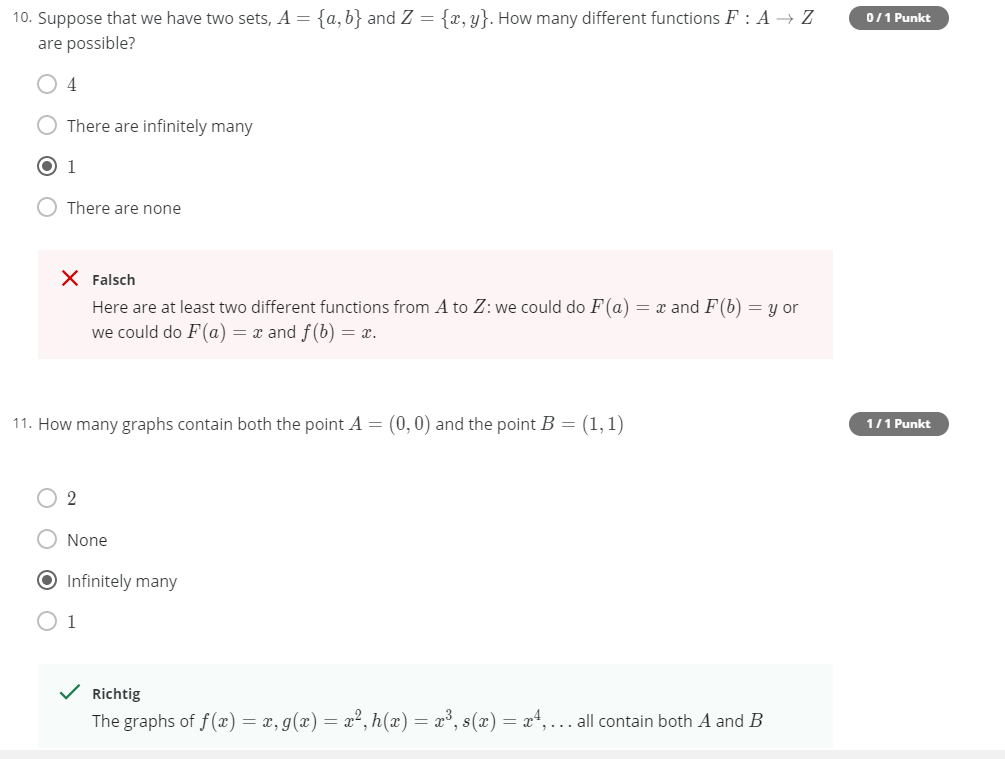 10. Suppose that we have two sets, A = {a, b} and Z = {x, y}. How many different functions F : A → Z
0 / 1 Punkt
are possible?
4
There are infinitely many
1
There are none
Falsch
Here are at least two different functions from A to Z: we could do F(a) = x and F(b) = y or
we could do F(a) = x and f(b) = x.
11. How many graphs contain both the point A = (0, 0) and the point B = (1, 1)
1 / 1 Punkt
2
None
Infinitely many
1
Richtig
The graphs of f(x) = x, g(x) = x², h(x) = x³, s(x) = x⁴, . . . all contain both A and B